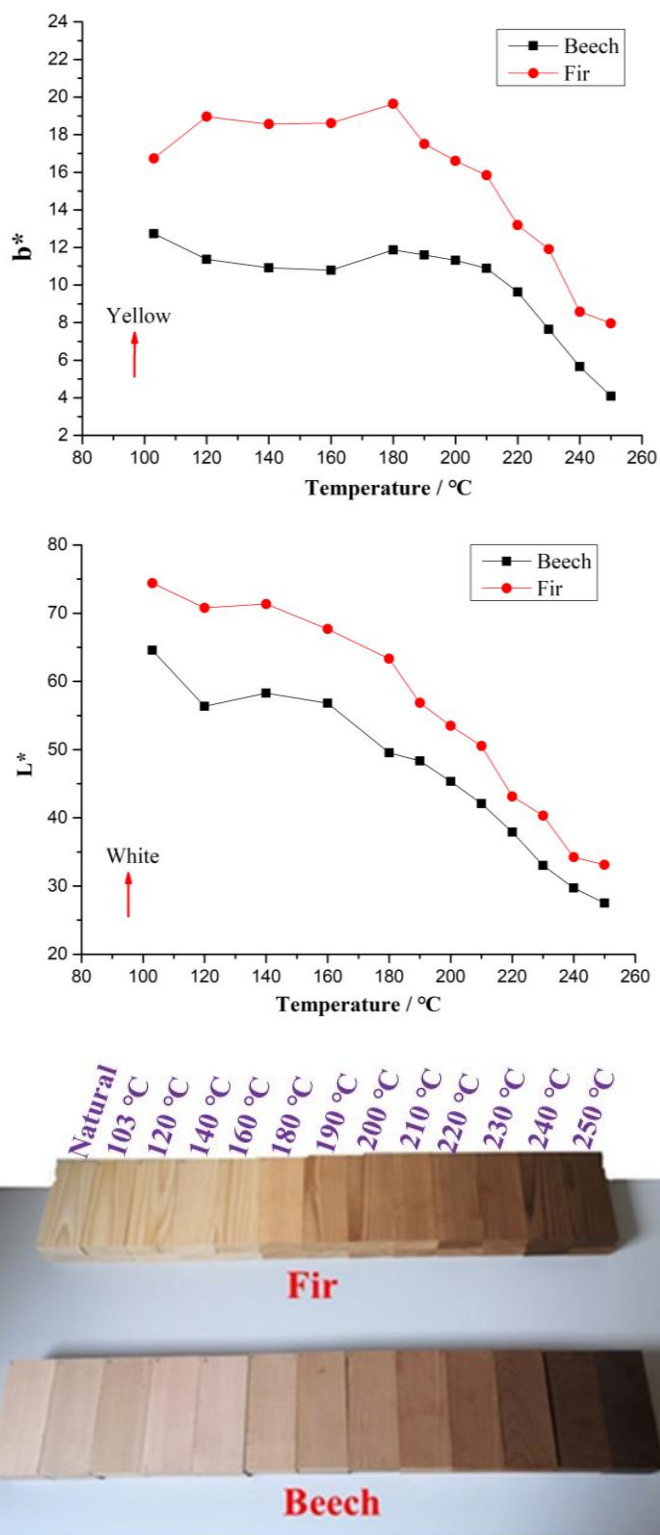 24
22
20
18
16
14
12
10
8
6
4
2
b*
Beech
Fir
Yellow
80 100 120 140 160 180 200 220 240 260
Temperature / °C
80
70
60
50
40
30
20
L*
Beech
Fir
White
80 100 120 140 160 180 200 220 240 260
Temperature / °C
Natural
103 °C
120 °C
140 °C
160 °C
180 °C
190 °C
200 °C
210 °C
220 °C
230 °C
240 °C
250 °C
Fir
Beech